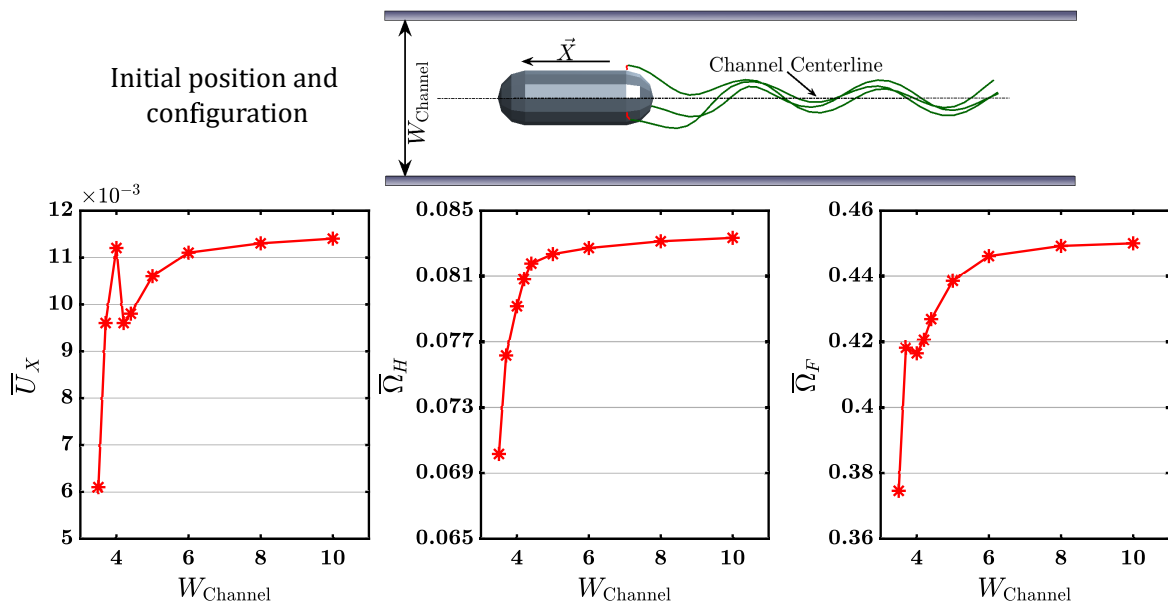 Initial position and
configuration
W_Channel
X⃗
Channel Centerline
×10⁻³
12
11
10
9
8
7
6
5
4 6 8 10
U̅_X
W_Channel
0.085
0.081
0.077
0.073
0.069
0.065
4 6 8 10
Ω̅_H
W_Channel
0.46
0.44
0.42
0.4
0.38
0.36
4 6 8 10
Ω̅_F
W_Channel